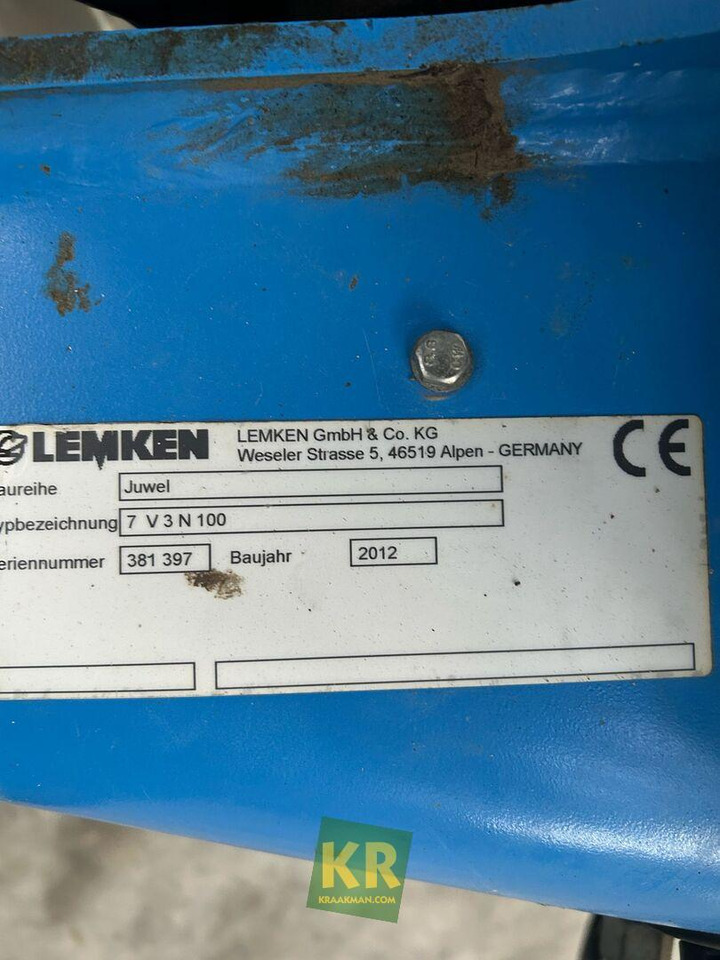 LEMKEN
LEMKEN GmbH & Co. KG
Weseler Strasse 5, 46519 Alpen - GERMANY
CE
aureihe Juwel
ypbezeichnung 7 V 3 N 100
eriennummer 381 397 Baujahr 2012
KR
KRAAKMAN.COM